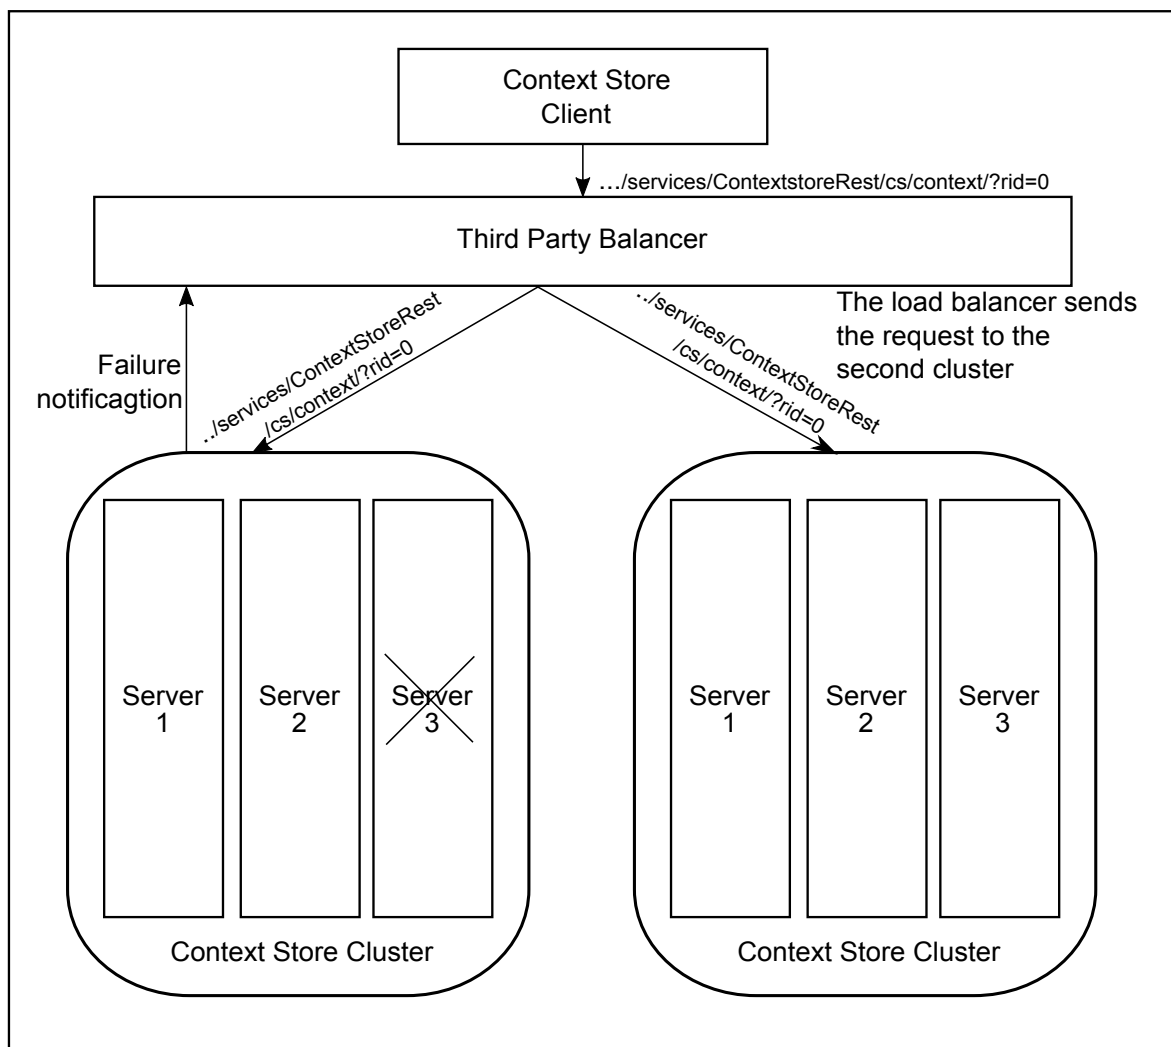 Context Store
Client
.../services/ContextstoreRest/cs/context/?rid=0
Third Party Balancer
Failure
notificagtion
../services/ContextStoreRest
/cs/context/?rid=0
../services/ContextStoreRest
/cs/context/?rid=0
The load balancer sends
the request to the
second cluster
Server
1
Server
2
Server
3
Context Store Cluster
Server
1
Server
2
Server
3
Context Store Cluster